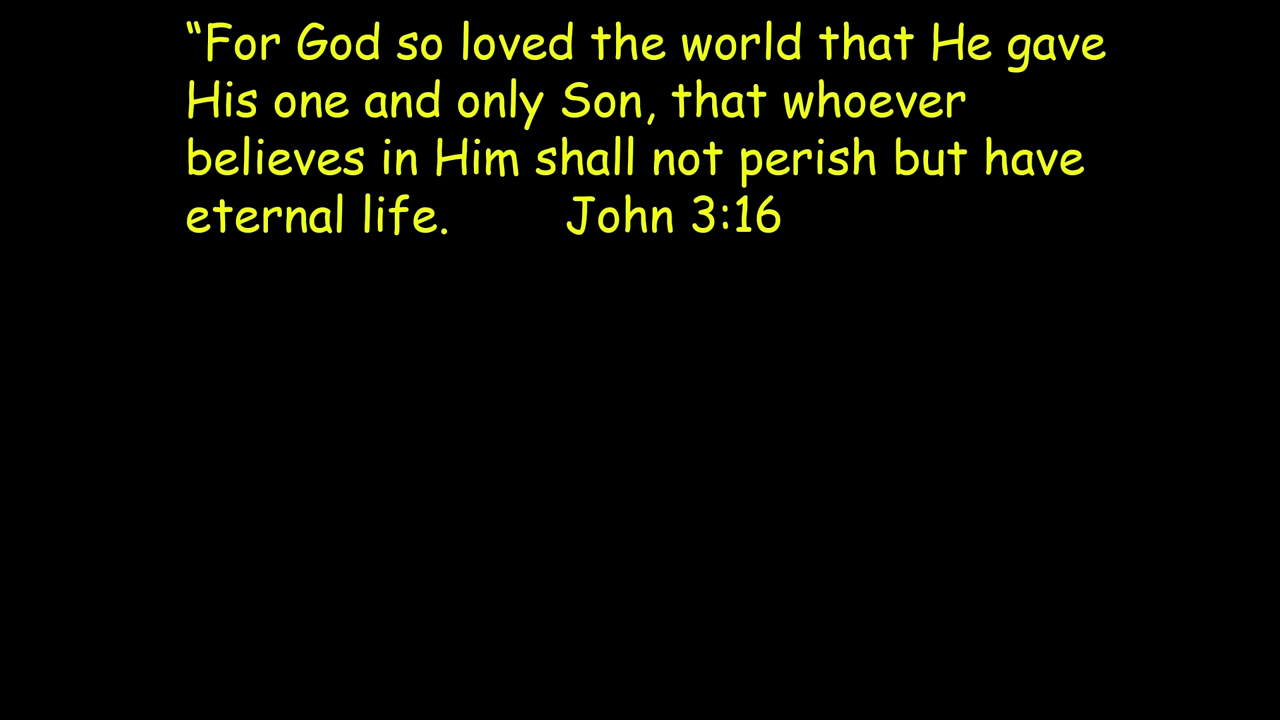 “For God so loved the world that He gave
His one and only Son, that whoever
believes in Him shall not perish but have
eternal life. John 3:16